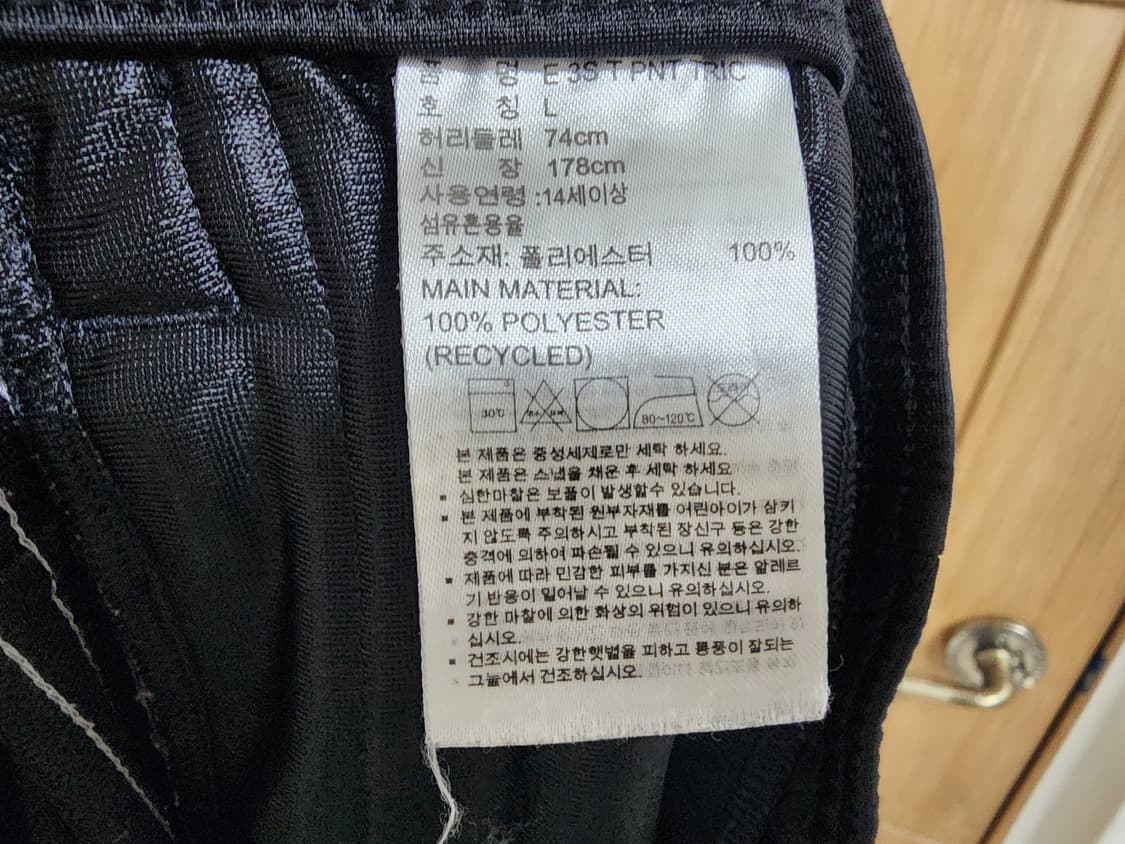 품 명 E 3S T PNT TRIC
호 칭 L
허리둘레 74cm
신 장 178cm
사용연령 :14세이상
섬유혼용율
주소재: 폴리에스터 100%
MAIN MATERIAL:
100% POLYESTER
(RECYCLED)
30℃ 80~120℃
본 제품은 중성세제로만 세탁 하세요.
본 제품은 스냅을 채운 후 세탁 하세요
▪ 심한마찰은 보풀이 발생할수 있습니다.
▪ 본 제품에 부착된 원부자재를 어린아이가 삼키
지 않도록 주의하시고 부착된 장신구 등은 강한
충격에 의하여 파손될 수 있으니 유의하십시오.
▪ 제품에 따라 민감한 피부를 가지신 분은 알레르
기 반응이 일어날 수 있으니 유의하십시오.
▪ 강한 마찰에 의한 화상의 위험이 있으니 유의하
십시오.
▪ 건조시에는 강한햇볕을 피하고 통풍이 잘되는
그늘에서 건조하십시오.